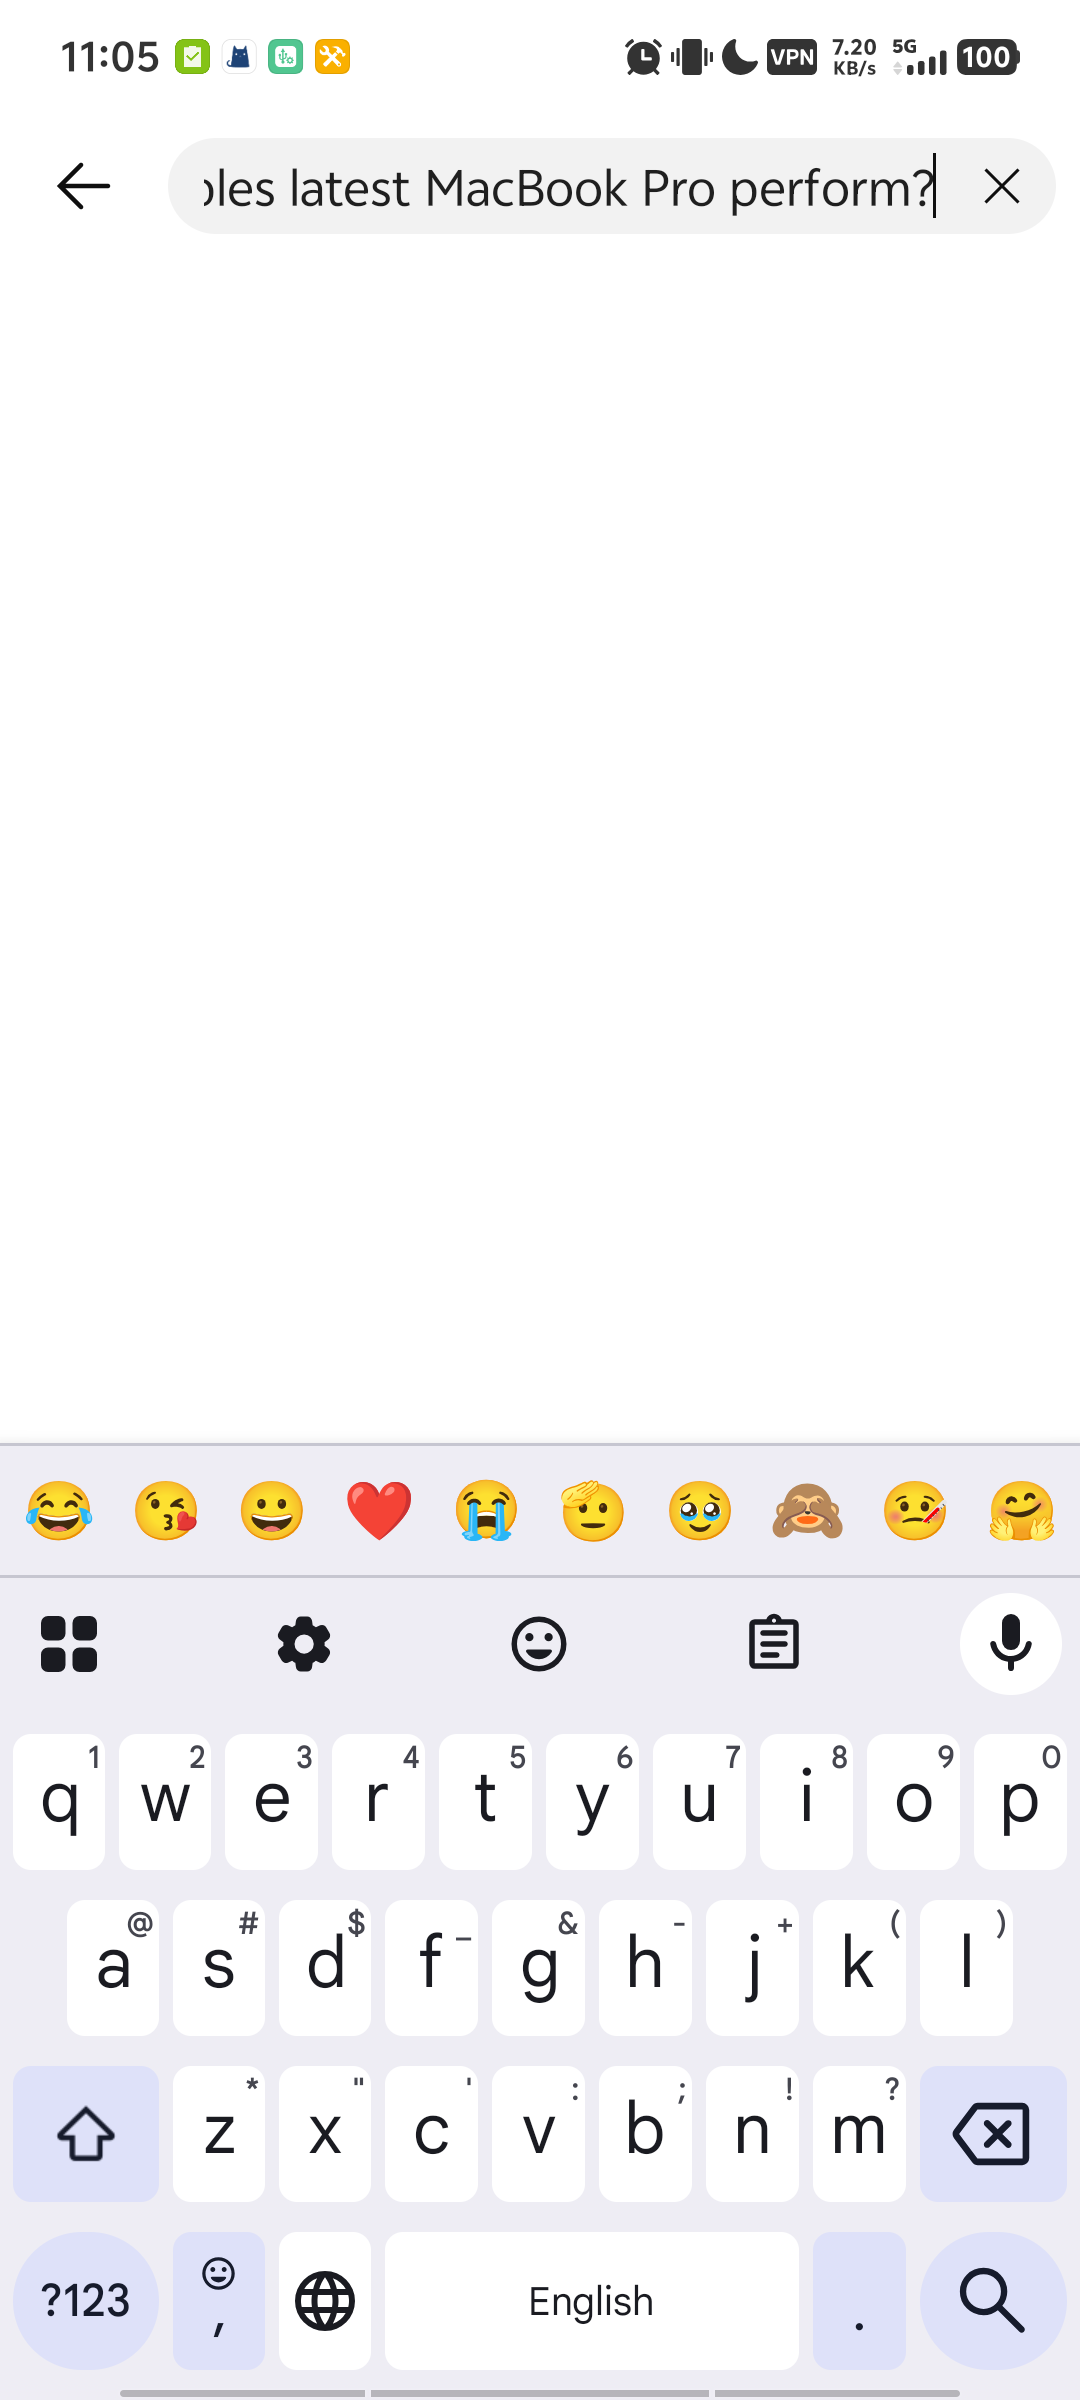 11:05
VPN
7.20
KB/s
5G
100
ples latest MacBook Pro perform?
1 2 3 4 5 6 7 8 9 0
q w e r t y u i o p
@ # $ _ & - + ( )
a s d f g h j k l
* " ' : ; ! ?
z x c v b n m
?123 , English .